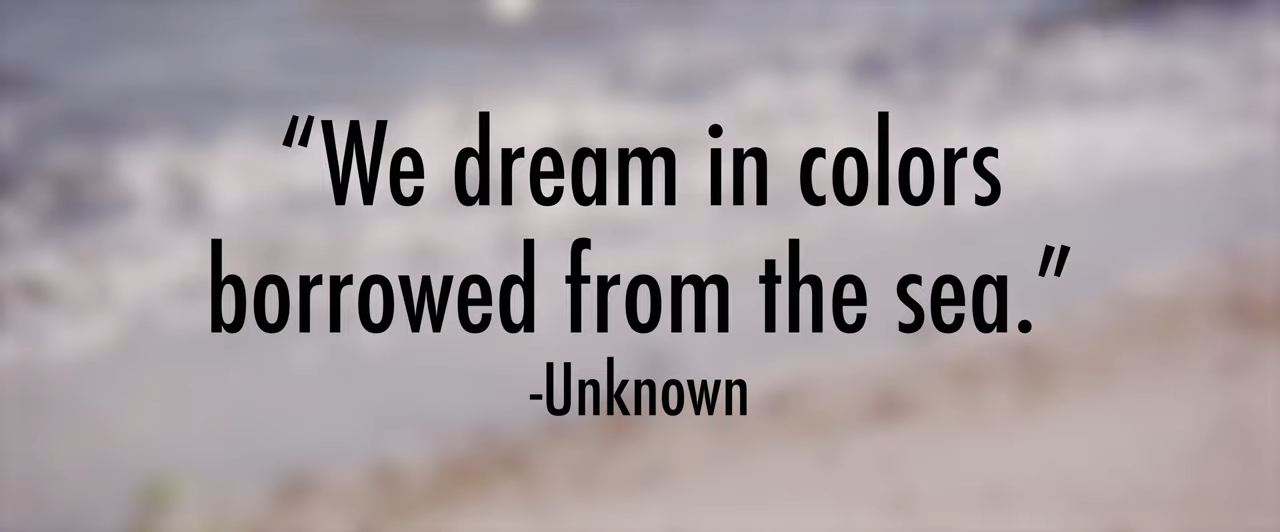 “We dream in colors
borrowed from the sea.”
-Unknown